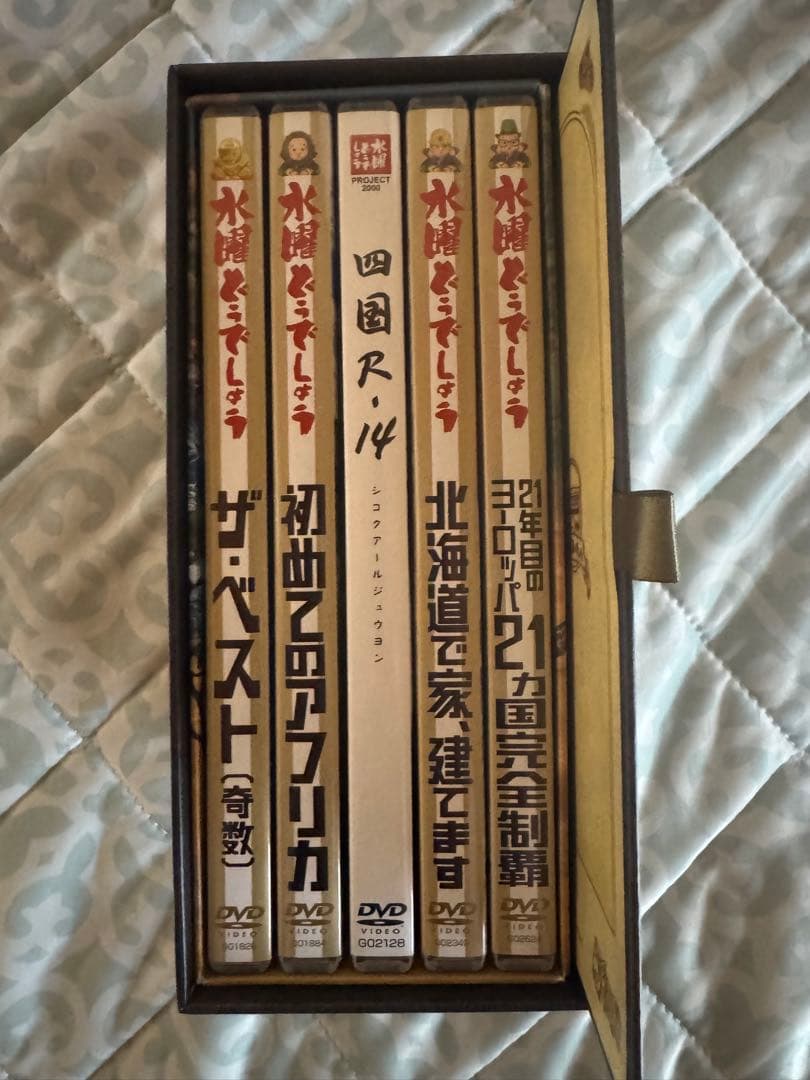 水曜どうでしょう
ザ・ベスト(奇数)
DVD
VIDEO
水曜どうでしょう
初めてのアフリカ
DVD
VIDEO
G01884
水曜どうでしょう
PROJECT
2000
四国R-14
シコクアールジュウヨン
DVD
VIDEO
G02128
水曜どうでしょう
北海道で家、建てます
DVD
VIDEO
G02349
水曜どうでしょう
21年目の
ヨーロッパ21ヵ国完全制覇
DVD
VIDEO